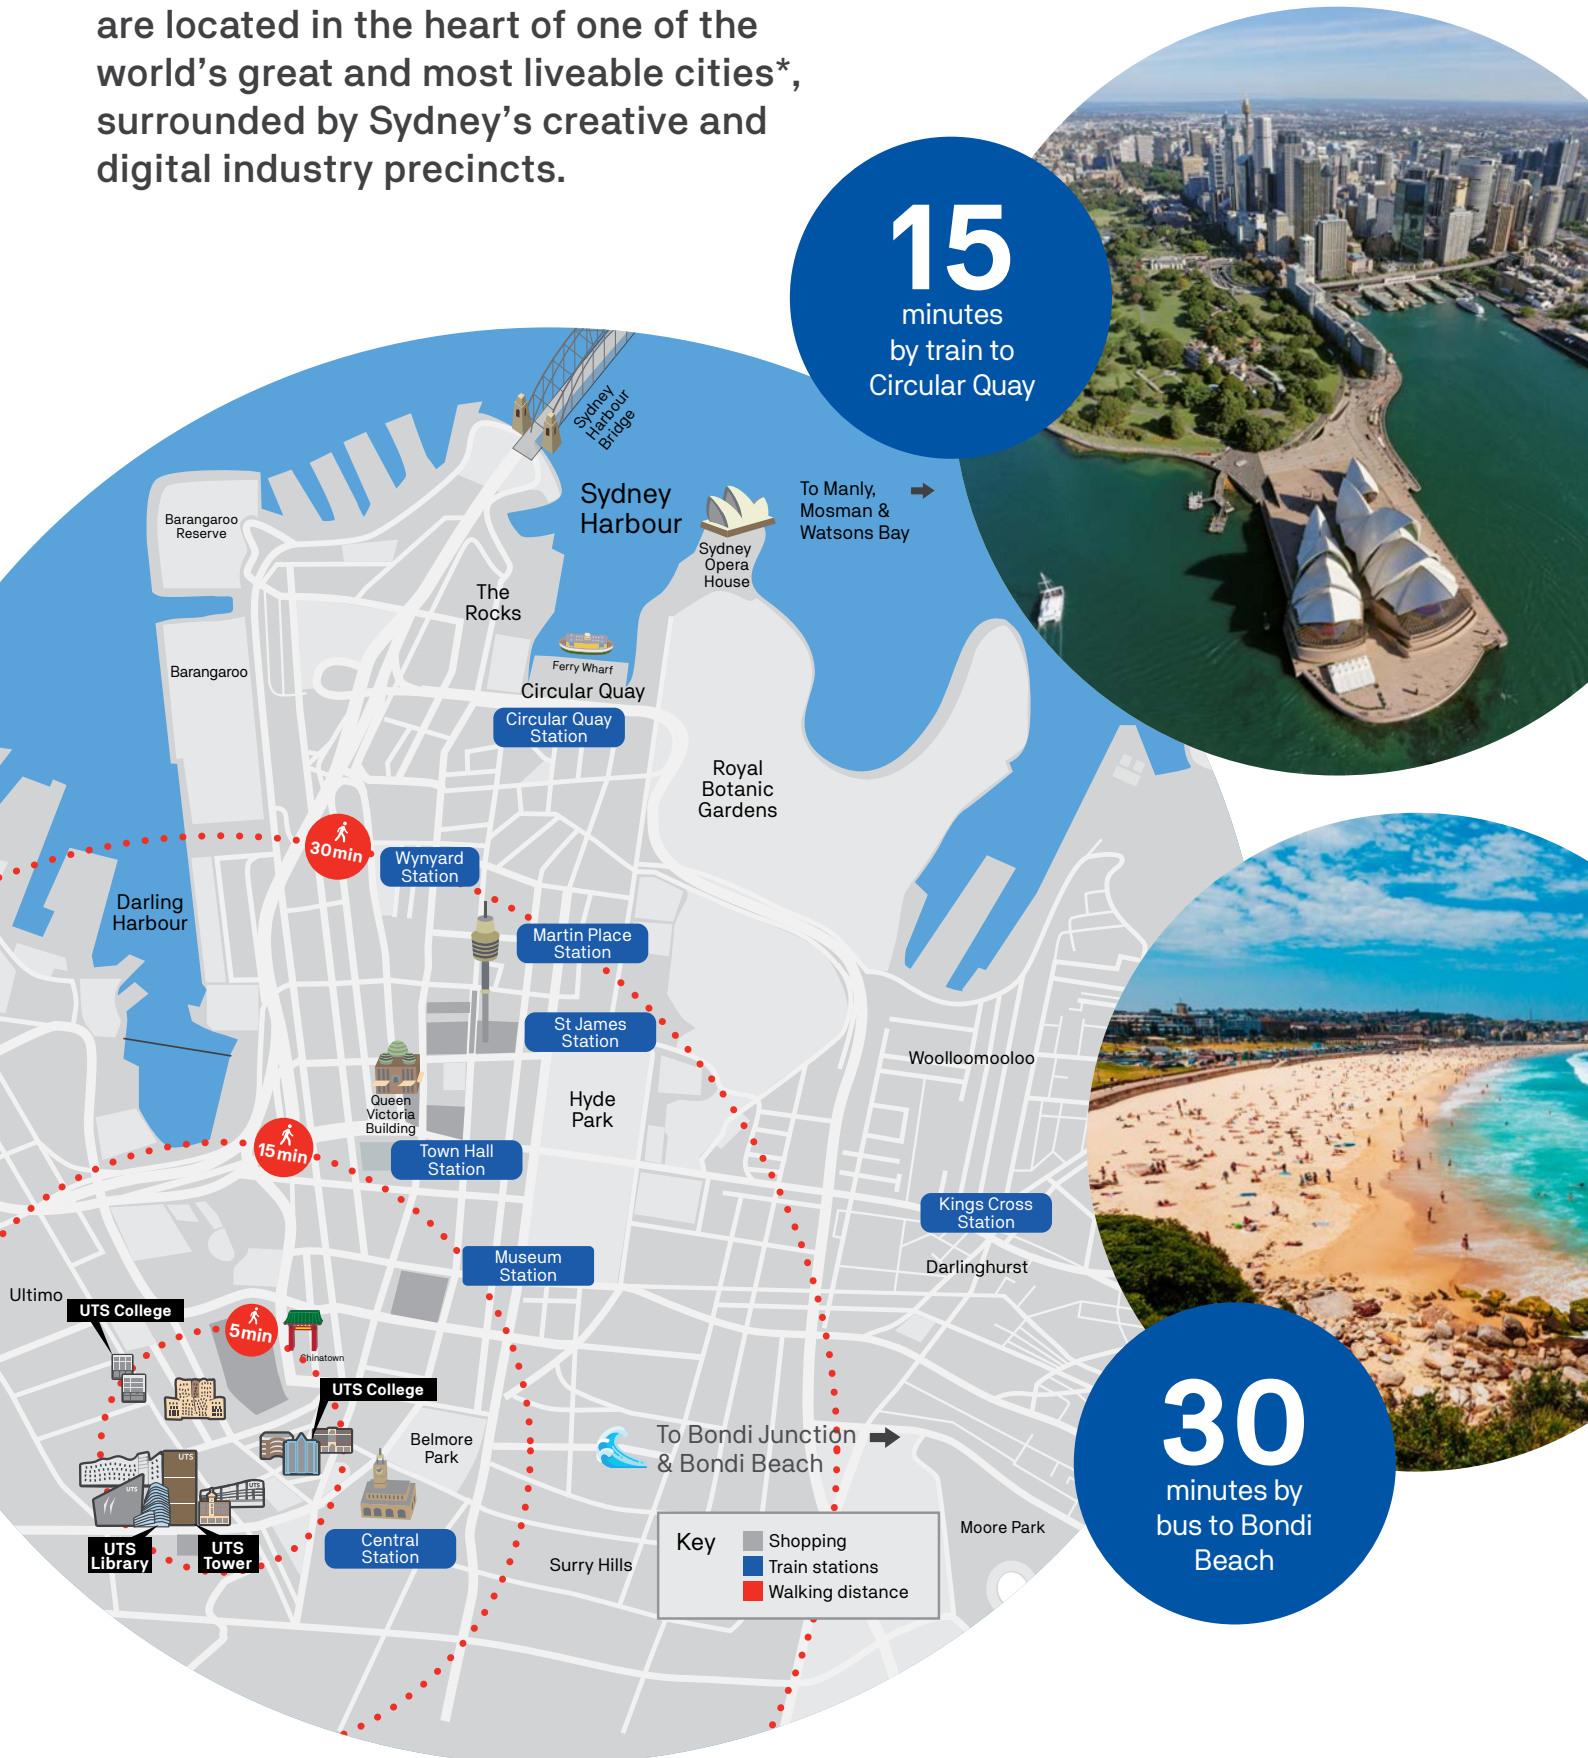 are located in the heart of one of the
world's great and most liveable cities*,
surrounded by Sydney's creative and
digital industry precincts.
15
minutes
by train to
Circular Quay
Sydney
Harbour
Bridge
Sydney
Harbour
To Manly,
Mosman &
Watsons Bay
Barangaroo
Reserve
Sydney
Opera
House
The
Rocks
Ferry Wharf
Barangaroo
Circular Quay
Circular Quay
Station
Royal
Botanic
Gardens
30min
Wynyard
Station
Darling
Harbour
Martin Place
Station
St James
Station
Woolloomooloo
Queen
Victoria
Building
Hyde
Park
15min
Town Hall
Station
Kings Cross
Station
Museum
Station
Darlinghurst
Ultimo
UTS College
5min
Chinatown
UTS College
Belmore
Park
To Bondi Junction
& Bondi Beach
UTS
UTS
UTS
UTS
Library
UTS
Tower
Central
Station
Surry Hills
Moore Park
Key
Shopping
Train stations
Walking distance
30
minutes by
bus to Bondi
Beach